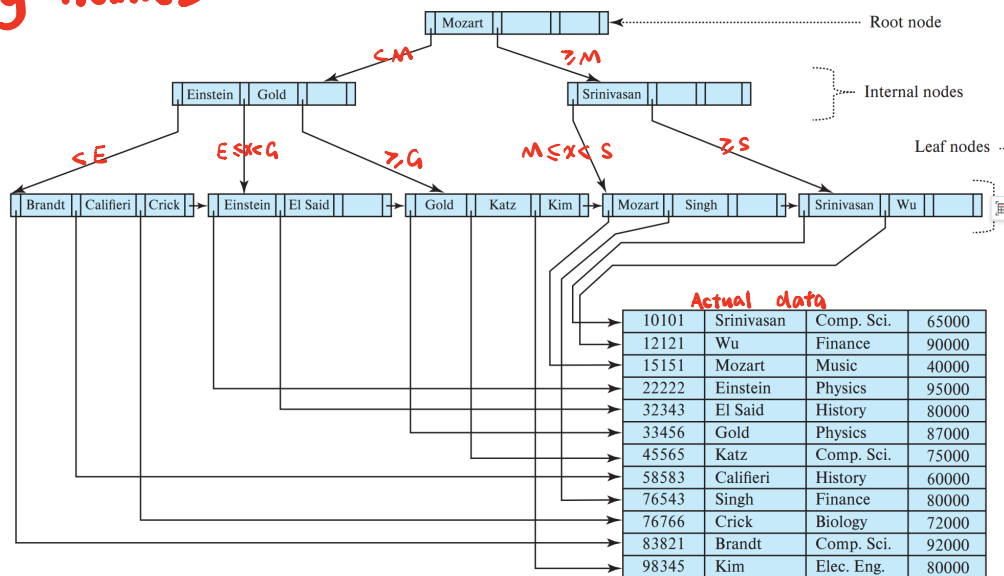 Mozart
Root node
< M
≥ M
Einstein Gold
Srinivasan
Internal nodes
Leaf nodes
< E
E ≤ x < G
≥ G
M ≤ x < S
≥ S
Brandt Califieri Crick
Einstein El Said
Gold Katz Kim
Mozart Singh
Srinivasan Wu
Actual data
10101 Srinivasan Comp. Sci. 65000
12121 Wu Finance 90000
15151 Mozart Music 40000
22222 Einstein Physics 95000
32343 El Said History 80000
33456 Gold Physics 87000
45565 Katz Comp. Sci. 75000
58583 Califieri History 60000
76543 Singh Finance 80000
76766 Crick Biology 72000
83821 Brandt Comp. Sci. 92000
98345 Kim Elec. Eng. 80000